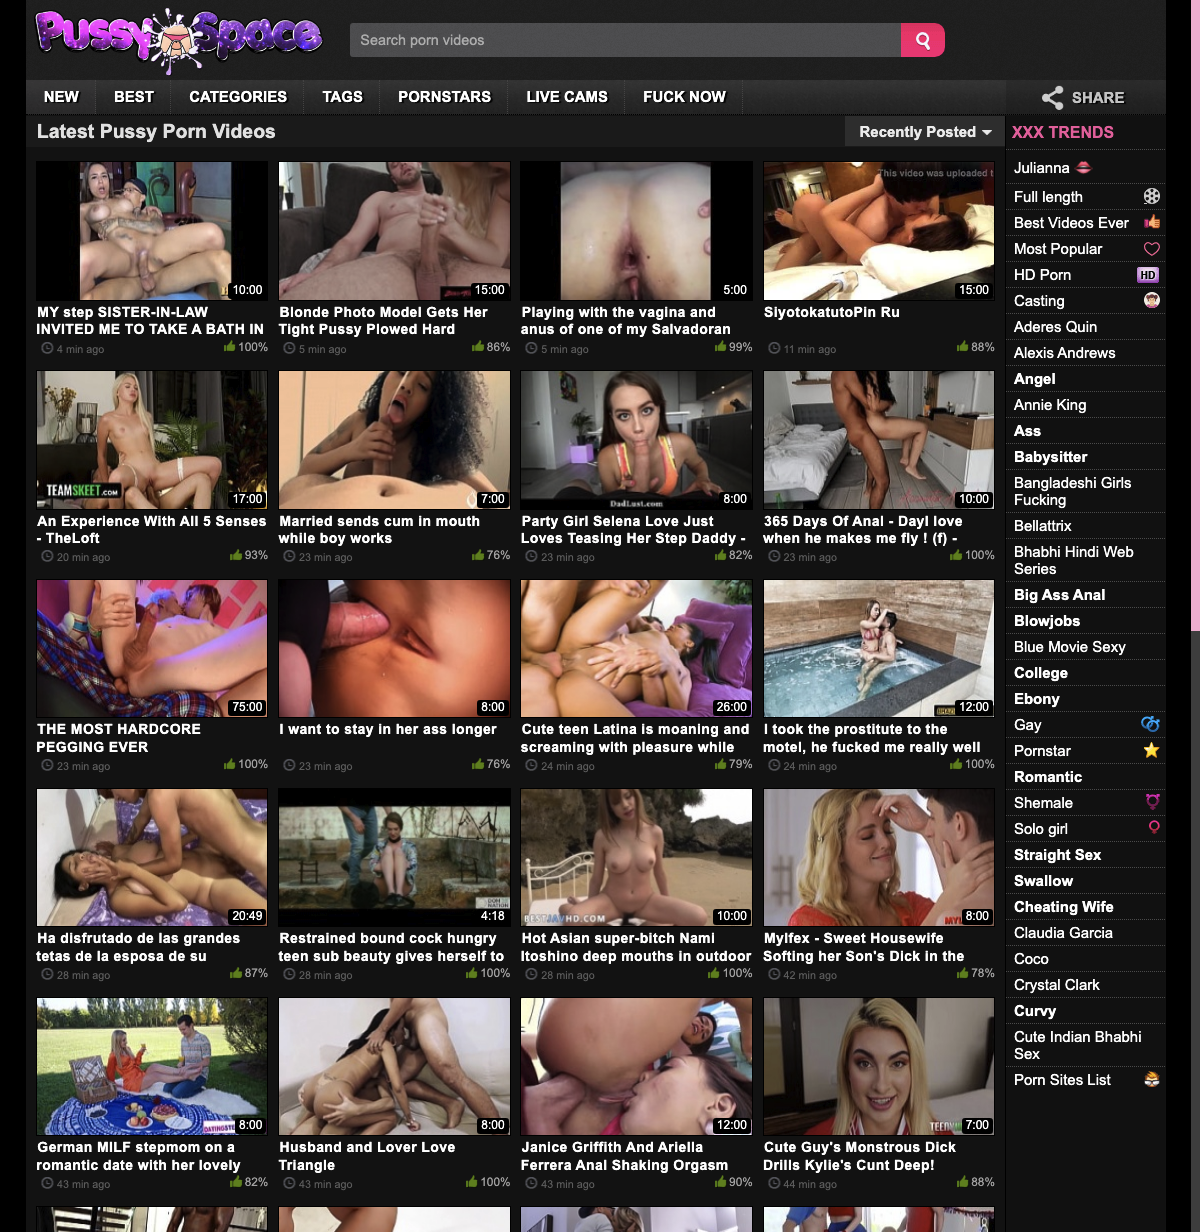 Pussy Space
Search porn videos
NEW BEST CATEGORIES TAGS PORNSTARS LIVE CAMS FUCK NOW
SHARE
Latest Pussy Porn Videos
Recently Posted
This video was uploaded t
10:00
15:00
5:00
15:00
MY step SISTER-IN-LAW
INVITED ME TO TAKE A BATH IN
4 min ago 100%
Blonde Photo Model Gets Her
Tight Pussy Plowed Hard
5 min ago 86%
Playing with the vagina and
anus of one of my Salvadoran
5 min ago 99%
SiyotokatutoPin Ru
11 min ago 88%
TEAMSKEET.COM
17:00
7:00
DadLust.com
8:00
10:00
An Experience With All 5 Senses
- TheLoft
20 min ago 93%
Married sends cum in mouth
while boy works
23 min ago 76%
Party Girl Selena Love Just
Loves Teasing Her Step Daddy -
23 min ago 82%
365 Days Of Anal - DayI love
when he makes me fly ! (f) -
23 min ago 100%
75:00
8:00
26:00
12:00
THE MOST HARDCORE
PEGGING EVER
23 min ago 100%
I want to stay in her ass longer
23 min ago 76%
Cute teen Latina is moaning and
screaming with pleasure while
24 min ago 79%
I took the prostitute to the
motel, he fucked me really well
24 min ago 100%
20:49
DOM
NATION
4:18
BESTJAVHD.COM
10:00
MYL
8:00
Ha disfrutado de las grandes
tetas de la esposa de su
28 min ago 87%
Restrained bound cock hungry
teen sub beauty gives herself to
28 min ago 100%
Hot Asian super-bitch Nami
Itoshino deep mouths in outdoor
28 min ago 100%
Mylfex - Sweet Housewife
Softing her Son's Dick in the
42 min ago 78%
8:00
8:00
12:00
7:00
German MILF stepmom on a
romantic date with her lovely
43 min ago 82%
Husband and Lover Love
Triangle
43 min ago 100%
Janice Griffith And Ariella
Ferrera Anal Shaking Orgasm
43 min ago 90%
Cute Guy's Monstrous Dick
Drills Kylie's Cunt Deep!
44 min ago 88%
XXX TRENDS
Julianna
Full length
Best Videos Ever
Most Popular
HD Porn HD
Casting
Aderes Quin
Alexis Andrews
Angel
Annie King
Ass
Babysitter
Bangladeshi Girls
Fucking
Bellattrix
Bhabhi Hindi Web
Series
Big Ass Anal
Blowjobs
Blue Movie Sexy
College
Ebony
Gay
Pornstar
Romantic
Shemale
Solo girl
Straight Sex
Swallow
Cheating Wife
Claudia Garcia
Coco
Crystal Clark
Curvy
Cute Indian Bhabhi
Sex
Porn Sites List